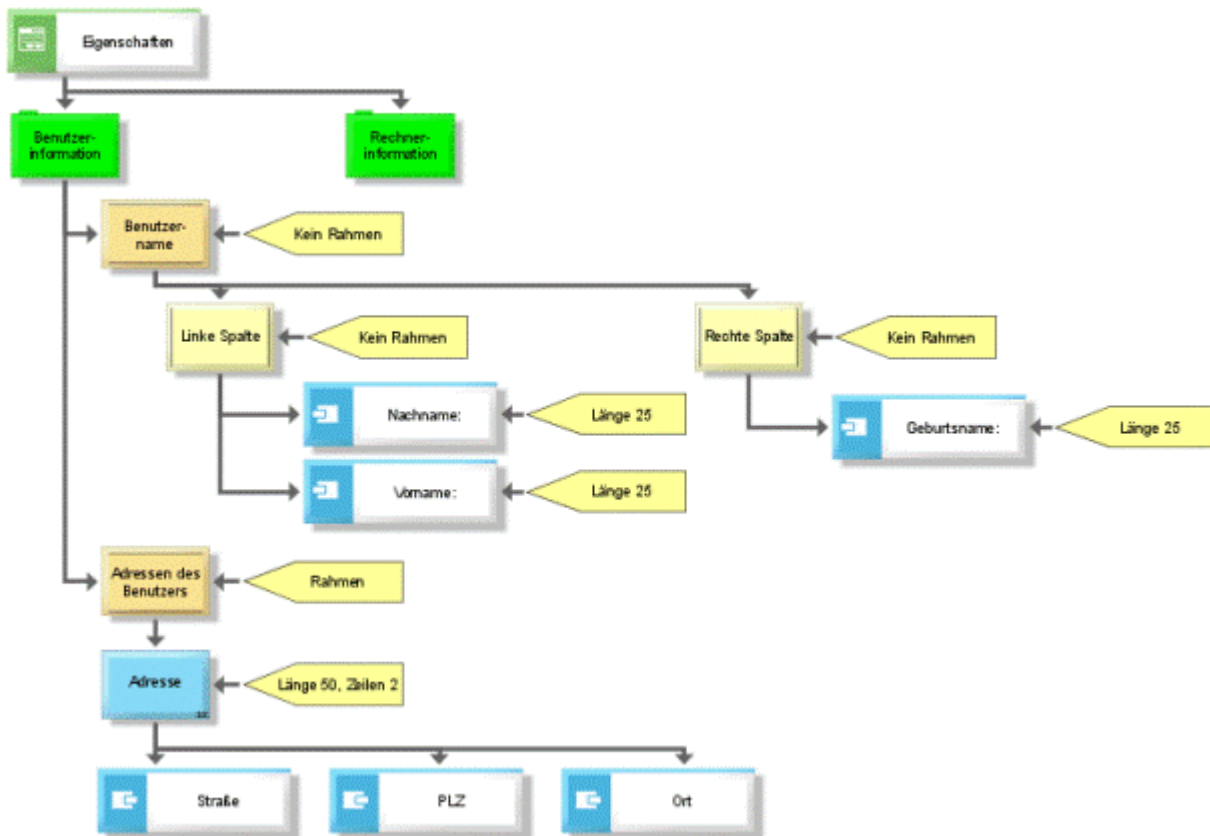 Eigenschaften
Benutzer-
information
Rechner-
information
Benutzer-
name
Kein Rahmen
Linke Spalte
Kein Rahmen
Rechte Spalte
Kein Rahmen
Nachname:
Länge 25
Geburtsname:
Länge 25
Vorname:
Länge 25
Adressen des
Benutzers
Rahmen
Adresse
Länge 50, Zeilen 2
Straße
PLZ
Ort